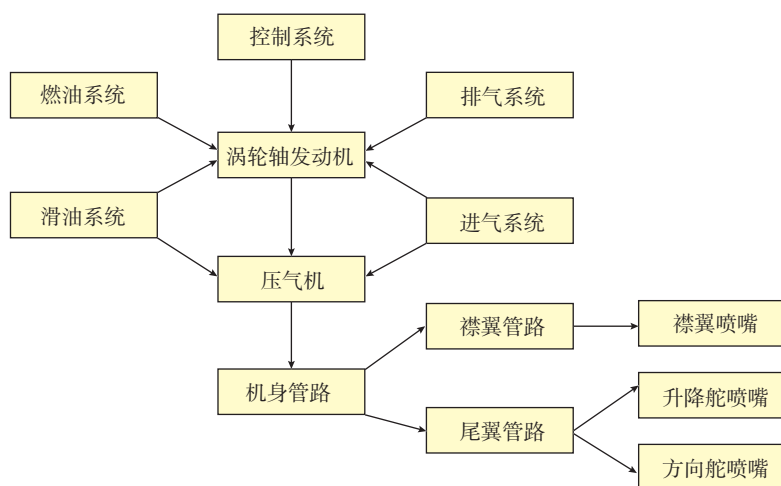 控制系统
燃油系统
排气系统
涡轮轴发动机
滑油系统
进气系统
压气机
襟翼管路
襟翼喷嘴
机身管路
升降舵喷嘴
尾翼管路
方向舵喷嘴